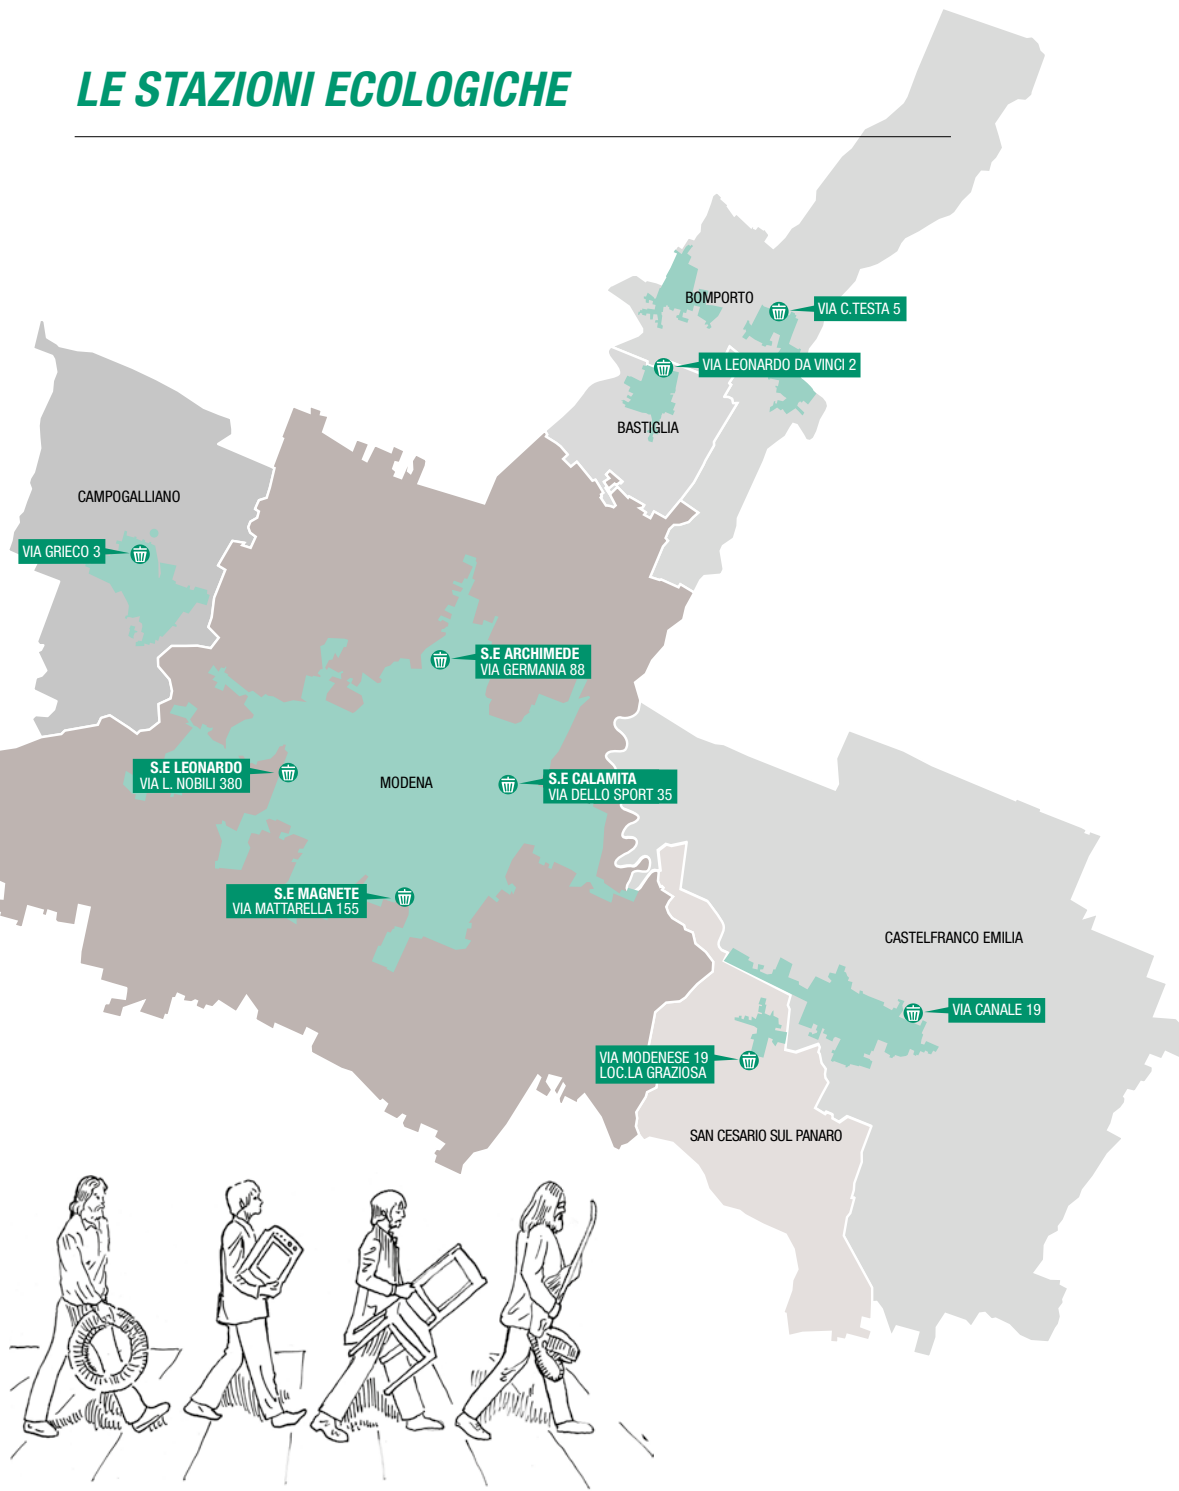 LE STAZIONI ECOLOGICHE
BOMPORTO
VIA C.TESTA 5
VIA LEONARDO DA VINCI 2
BASTIGLIA
CAMPOGALLIANO
VIA GRIECO 3
S.E ARCHIMEDE
VIA GERMANIA 88
S.E LEONARDO
VIA L. NOBILI 380
MODENA
S.E CALAMITA
VIA DELLO SPORT 35
S.E MAGNETE
VIA MATTARELLA 155
CASTELFRANCO EMILIA
VIA CANALE 19
VIA MODENESE 19
LOC.LA GRAZIOSA
SAN CESARIO SUL PANARO